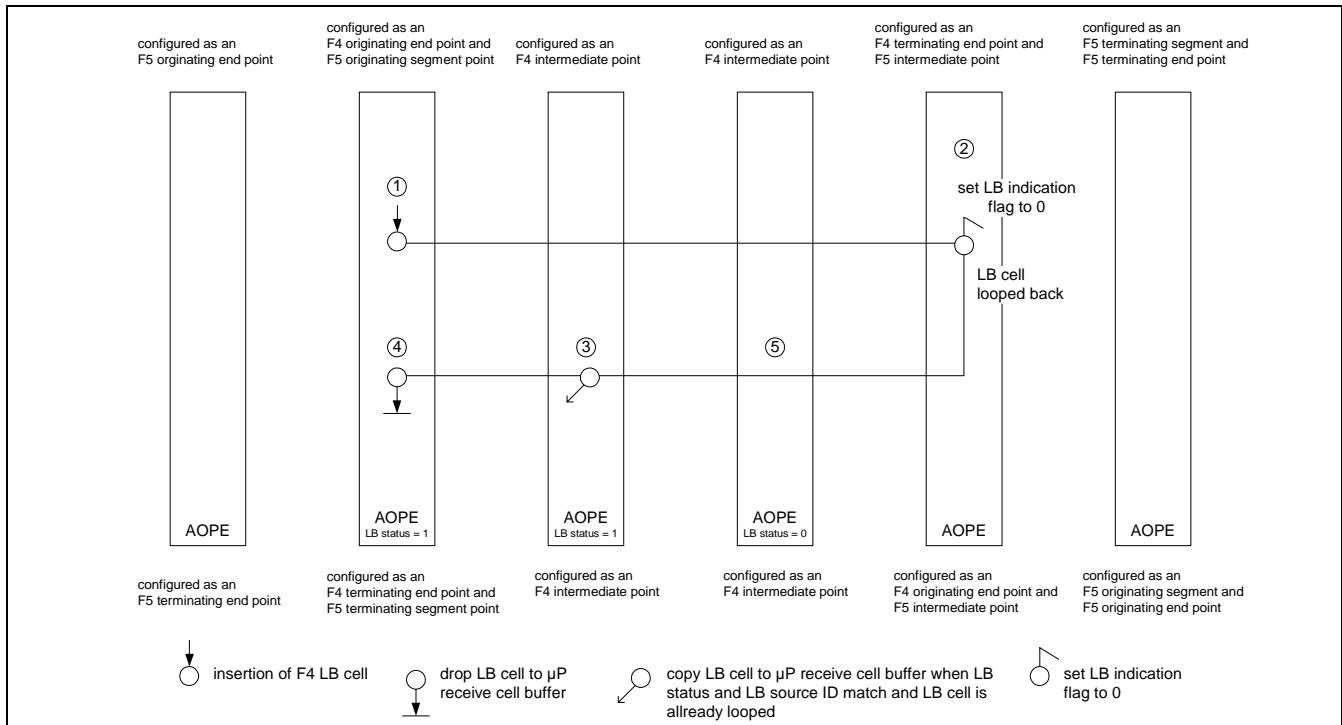 configured as an
F5 orginating end point
configured as an
F4 originating end point and
F5 originating segment point
configured as an
F4 intermediate point
configured as an
F4 intermediate point
configured as an
F4 terminating end point and
F5 intermediate point
configured as an
F5 terminating segment and
F5 terminating end point
1
2
set LB indication
flag to 0
LB cell
looped back
4
3
5
AOPE
AOPE
LB status = 1
AOPE
LB status = 1
AOPE
LB status = 0
AOPE
AOPE
configured as an
F5 terminating end point
configured as an
F4 terminating end point and
F5 terminating segment point
configured as an
F4 intermediate point
configured as an
F4 intermediate point
configured as an
F4 originating end point and
F5 intermediate point
configured as an
F5 originating segment and
F5 originating end point
insertion of F4 LB cell
drop LB cell to µP
receive cell buffer
copy LB cell to µP receive cell buffer when LB
status and LB source ID match and LB cell is
allready looped
set LB indication
flag to 0